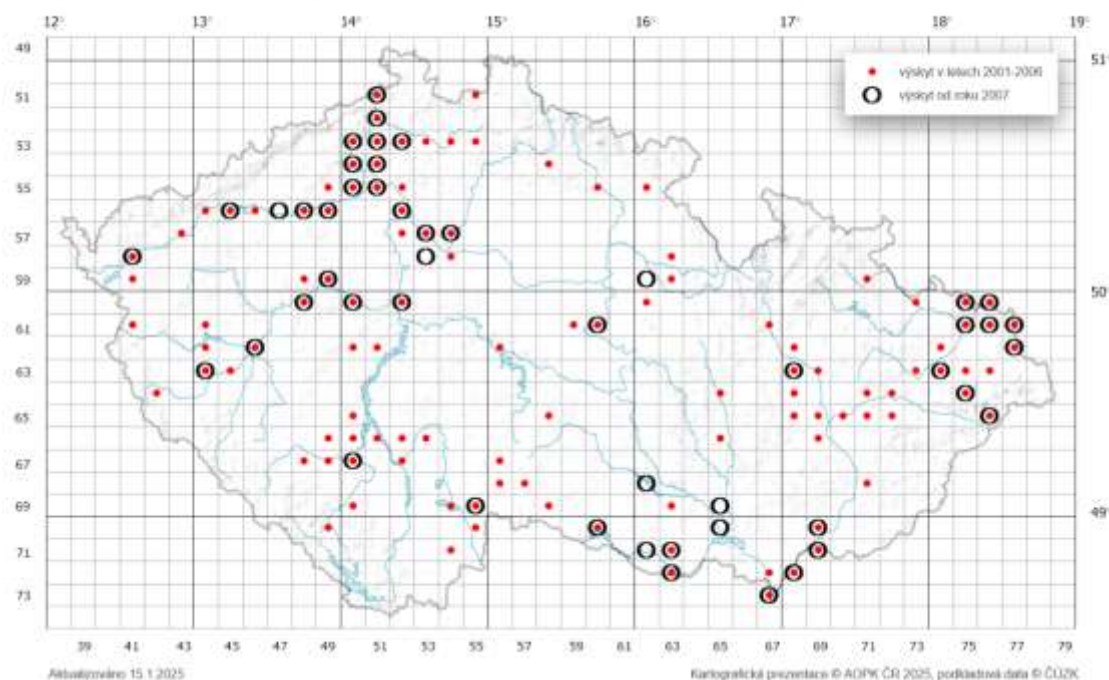 12° 13° 14° 15° 16° 17° 18° 19°
49
51°
výskyt v letech 2001-2006
51
výskyt od roku 2007
53
55
57
59
50°
61
63
65
67
69
49°
71
73
39 41 43 45 47 49 51 53 55 57 59 61 63 65 67 69 71 73 75 77 79
Aktualizováno 15.1.2025
Kartografická prezentace © AOPK ČR 2025, podkladová data © ČÚZK